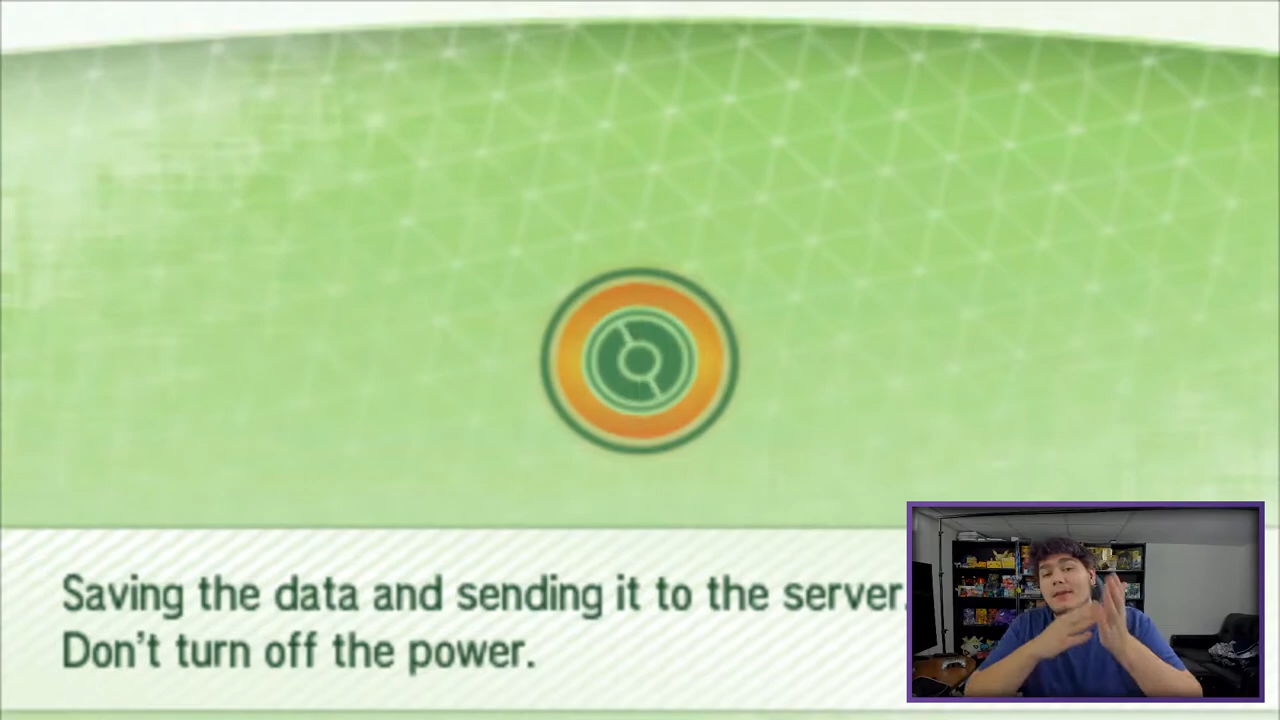 Saving the data and sending it to the server.
Don't turn off the power.